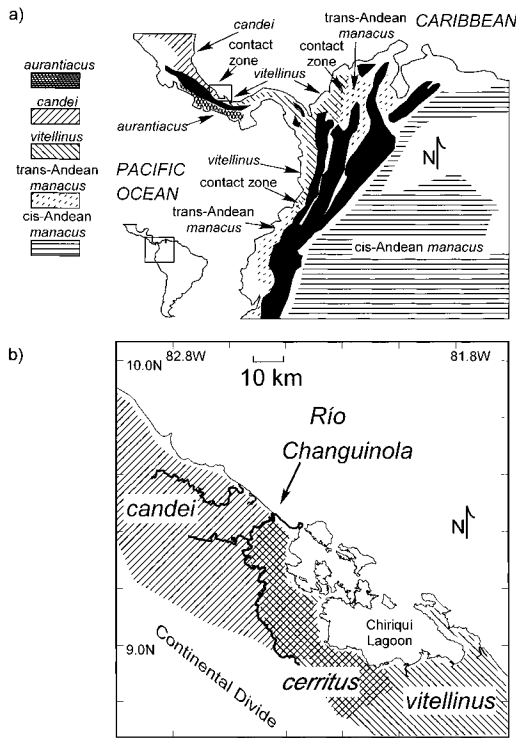 a)
candei
contact
zone
trans-Andean
manacus
CARIBBEAN
contact
zone
vitellinus
aurantiacus
candei
vitellinus
trans-Andean
manacus
cis-Andean
manacus
aurantiacus
PACIFIC
OCEAN
vitellinus
contact zone
trans-Andean
manacus
N
cis-Andean manacus
b)
10.0N
82.8W
81.8W
10 km
Río
Changuinola
candei
N
Chiriqui
Lagoon
9.0N
Continental Divide
cerritus
vitellinus